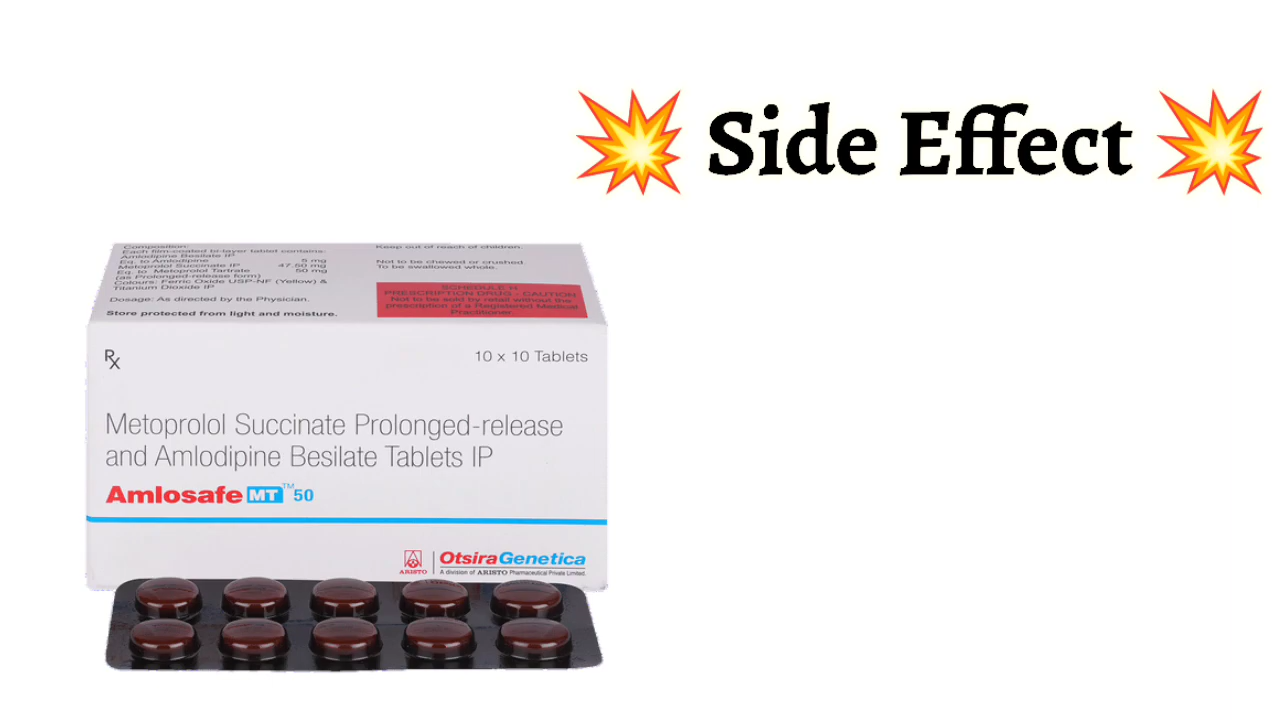 Side Effect
Composition:
Each film-coated bi-layer tablet contains:
Amlodipine Besilate IP
Eq. to Amlodipine 5 mg
Metoprolol Succinate IP 47.50 mg
Eq. to Metoprolol Tartrate 50 mg
(as Prolonged-release form)
Colours: Ferric Oxide USP-NF (Yellow) &
Titanium Dioxide IP
Dosage: As directed by the Physician.
Store protected from light and moisture.
Keep out of reach of children.
Not to be chewed or crushed.
To be swallowed whole.
SCHEDULE H
PRESCRIPTION DRUG - CAUTION
Not to be sold by retail without the
prescription of a Registered Medical
Practitioner.
Rx
10 x 10 Tablets
Metoprolol Succinate Prolonged-release
and Amlodipine Besilate Tablets IP
Amlosafe MT™ 50
ARISTO
OtsiraGenetica
A division of ARISTO Pharmaceutical Private Limited.